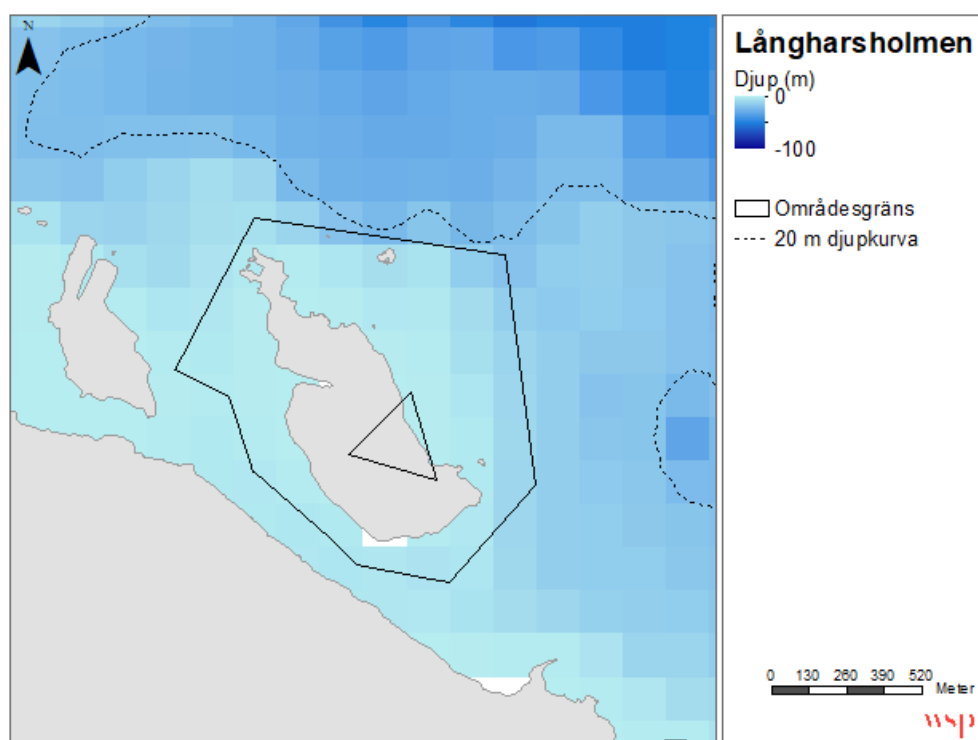 N
Långharsholmen
Djup (m)
0
-100
Områdesgräns
20 m djupkurva
0 130 260 390 520
Meter
wsp